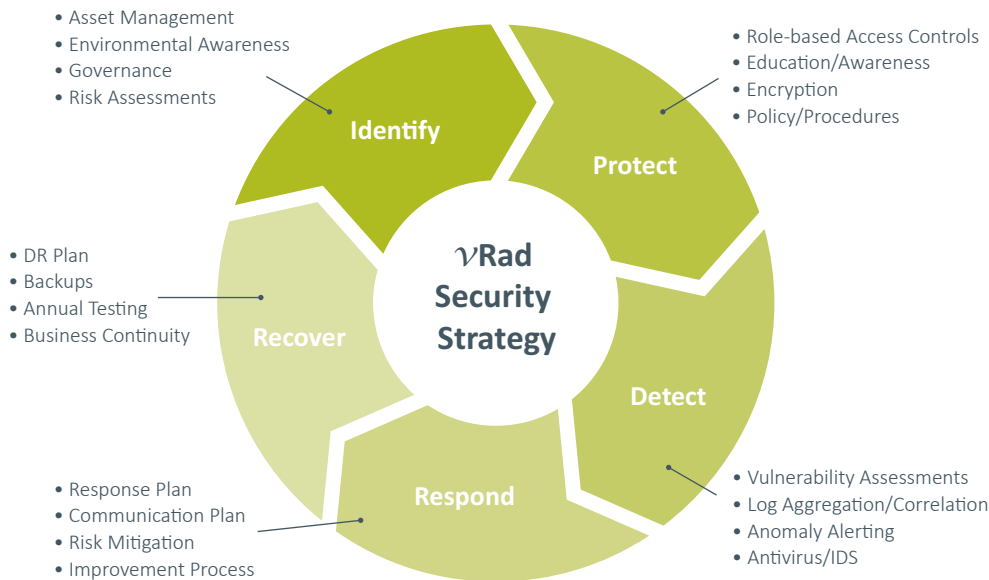 • Asset Management
• Environmental Awareness
• Governance
• Risk Assessments
Identify
• Role-based Access Controls
• Education/Awareness
• Encryption
• Policy/Procedures
Protect
νRad
Security
Strategy
• DR Plan
• Backups
• Annual Testing
• Business Continuity
Recover
Detect
• Vulnerability Assessments
• Log Aggregation/Correlation
• Anomaly Alerting
• Antivirus/IDS
Respond
• Response Plan
• Communication Plan
• Risk Mitigation
• Improvement Process